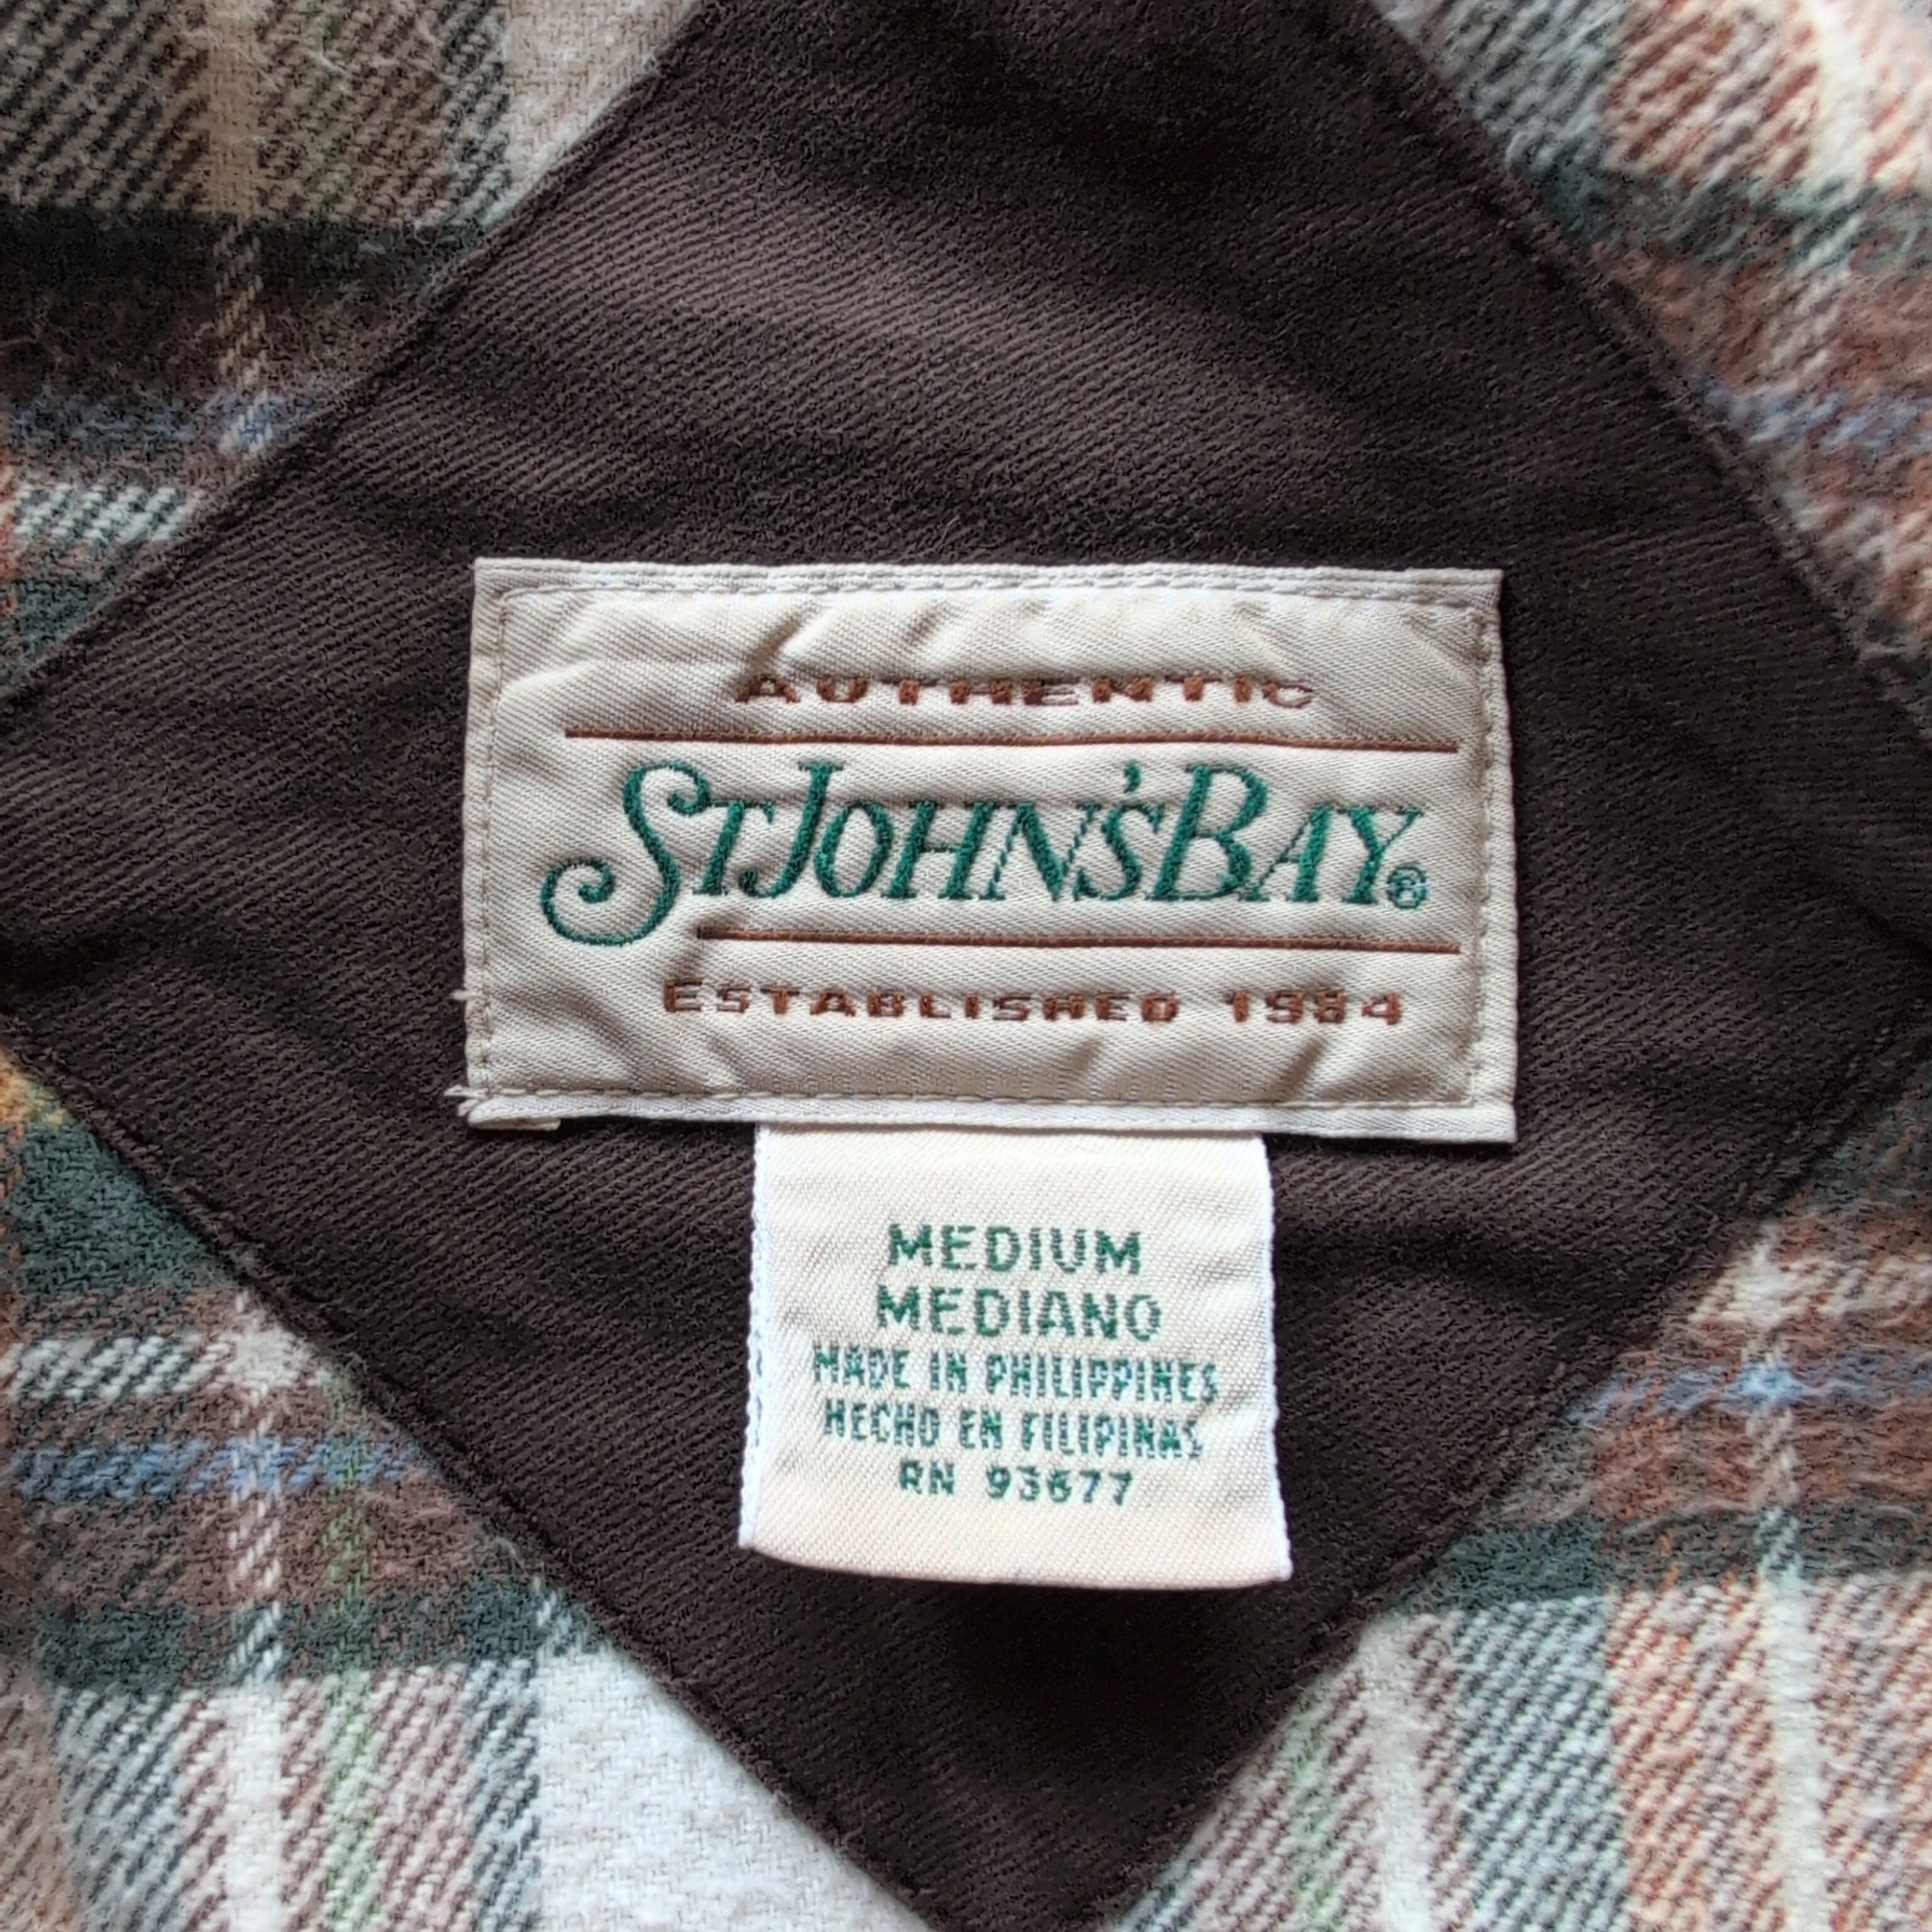 AUTHENTIC
ST JOHN'S BAY®
ESTABLISHED 1984
MEDIUM
MEDIANO
MADE IN PHILIPPINES
HECHO EN FILIPINAS
RN 93677